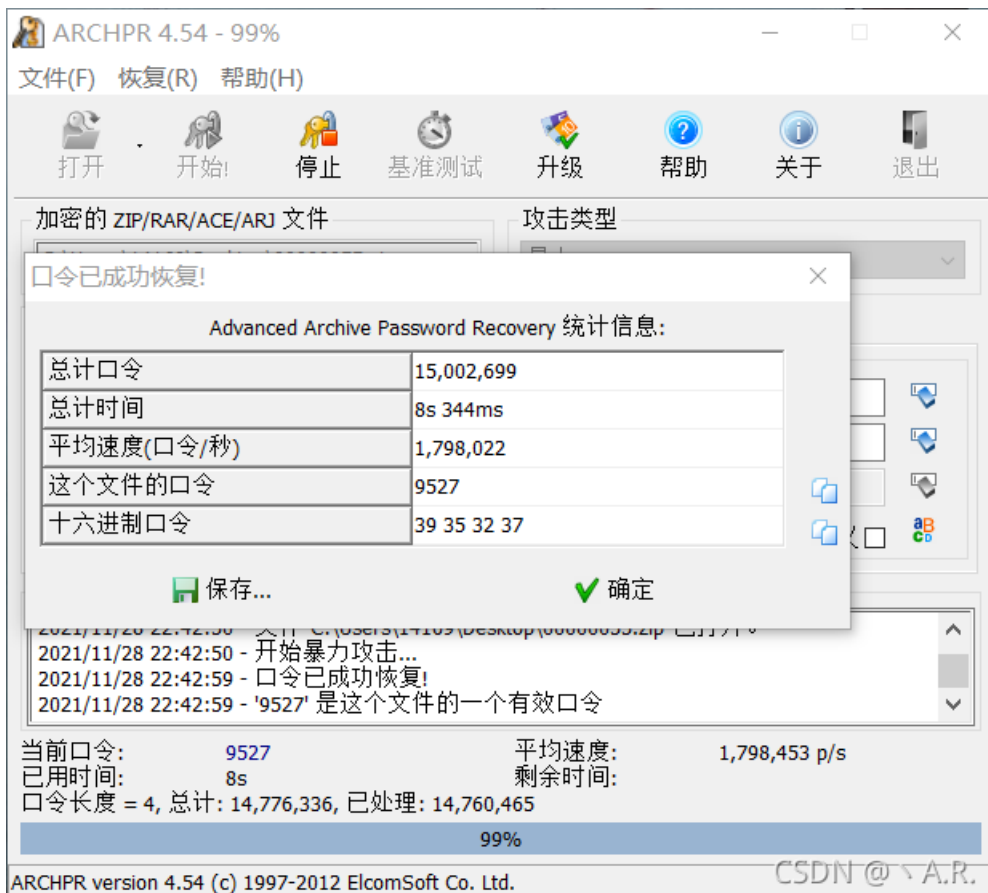 ARCHPR 4.54 - 99%
文件(F) 恢复(R) 帮助(H)
打开 开始! 停止 基准测试 升级 帮助 关于 退出
加密的 ZIP/RAR/ACE/ARJ 文件 攻击类型
口令已成功恢复!
Advanced Archive Password Recovery 统计信息:
总计口令 15,002,699
总计时间 8s 344ms
平均速度(口令/秒) 1,798,022
这个文件的口令 9527
十六进制口令 39 35 32 37
保存... 确定
2021/11/28 22:42:50 - 开始暴力攻击...
2021/11/28 22:42:59 - 口令已成功恢复!
2021/11/28 22:42:59 - '9527' 是这个文件的一个有效口令
当前口令: 9527 平均速度: 1,798,453 p/s
已用时间: 8s 剩余时间:
口令长度 = 4, 总计: 14,776,336, 已处理: 14,760,465
99%
ARCHPR version 4.54 (c) 1997-2012 ElcomSoft Co. Ltd.
CSDN @丶A.R.